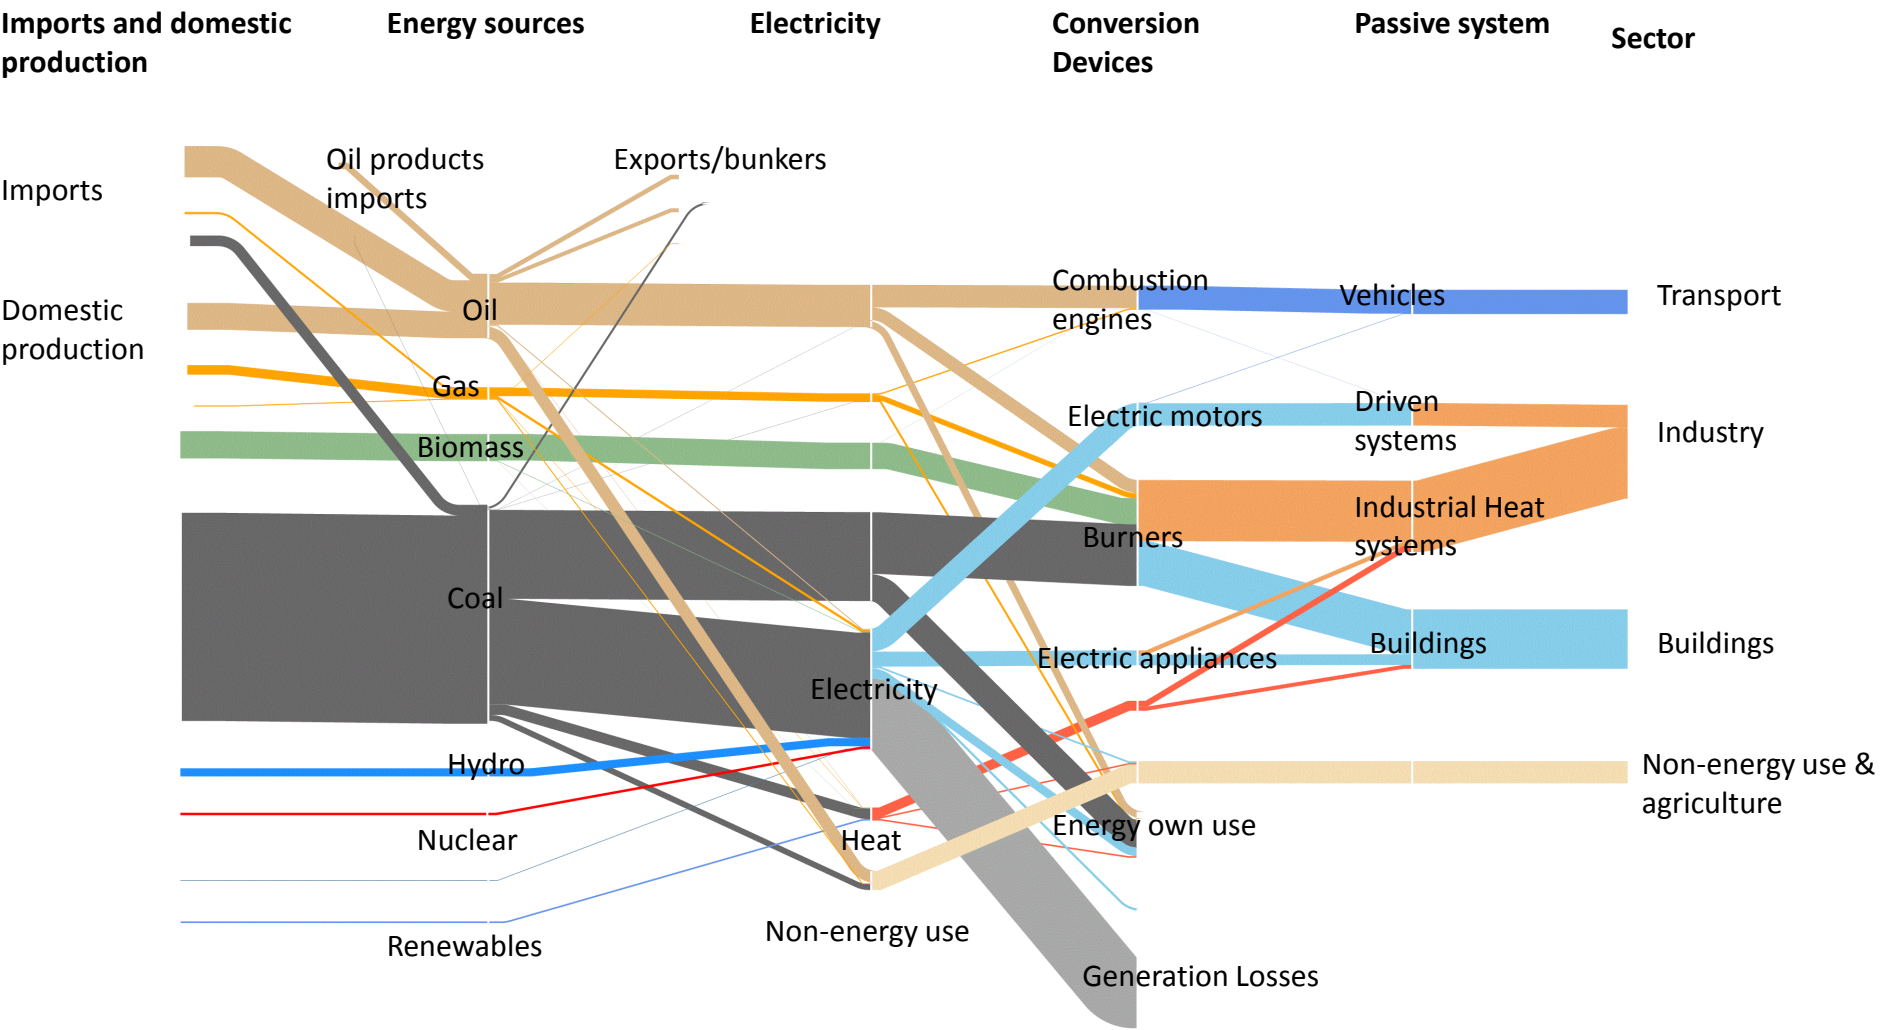 Imports and domestic
production
Energy sources
Electricity
Conversion
Devices
Passive system
Sector
Imports
Oil products
imports
Exports/bunkers
Domestic
production
Oil
Gas
Biomass
Coal
Hydro
Nuclear
Renewables
Electricity
Heat
Non-energy use
Combustion
engines
Electric motors
Burners
Electric appliances
Energy own use
Generation Losses
Vehicles
Driven
systems
Industrial Heat
systems
Buildings
Transport
Industry
Buildings
Non-energy use &
agriculture